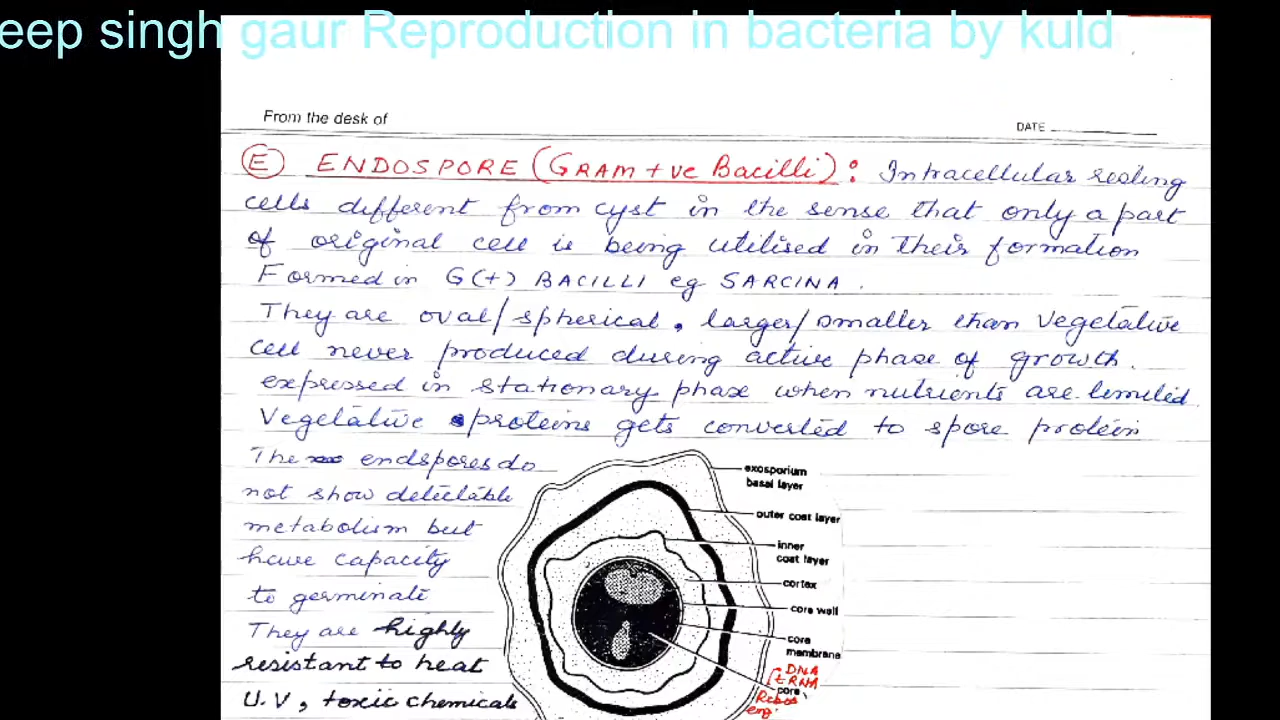 eep singh gaur Reproduction in bacteria by kuld
From the desk of
DATE
(E) ENDOSPORE (GRAM +ve Bacilli) : Intracellular resting
cells different from cyst in the sense that only a part
of original cell is being utilised in their formation
Formed in G(+) BACILLI eg SARCINA.
They are oval/spherical, larger/smaller than vegetative
cell never produced during active phase of growth.
expressed in stationary phase when nutrients are limited.
Vegetative proteins gets converted to spore protein
The endspores do
not show detectable
metabolism but
have capacity
to germinate
They are highly
resistant to heat
U.V, toxic chemicals
exosporium
basal layer
outer coat layer
inner
coat layer
cortex
core wall
core
membrane
core
DNA
t RNA
Ribos
enz.